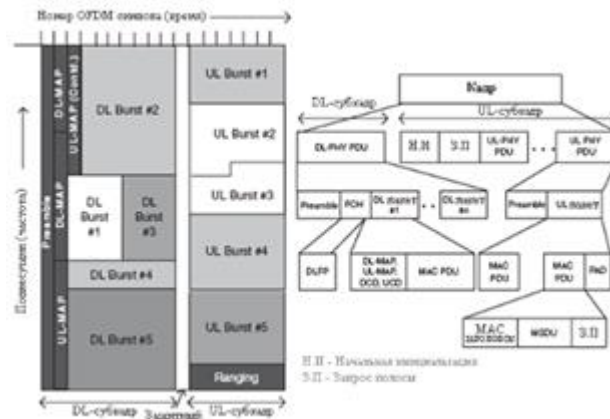 Номер OFDM символа (время)
Поднесущая (частота)
Preamble
DL-MAP
DL-MAP
UL-MAP
UL-MAP (Cont.)
DL Burst #2
DL Burst #1
DL Burst #3
DL Burst #4
DL Burst #5
UL Burst #1
UL Burst #2
UL Burst #3
UL Burst #4
UL Burst #5
Ranging
DL-субкадр
Защитный
UL-субкадр
Кадр
DL-субкадр
UL-субкадр
DL-PHY PDU
Н.И
З.П
UL-PHY PDU
. . .
UL-PHY PDU
Preamble
FCH
DL пакет #1
. .
Preamble
UL пакет
DLFP
DL-MAP,
UL-MAP,
DCD, UCD
MAC PDU
MAC PDU
MAC PDU
PAD
MAC заголовок
MSDU
З.П
Н.И - Начальная инициализация
З.П - Запрос полосы